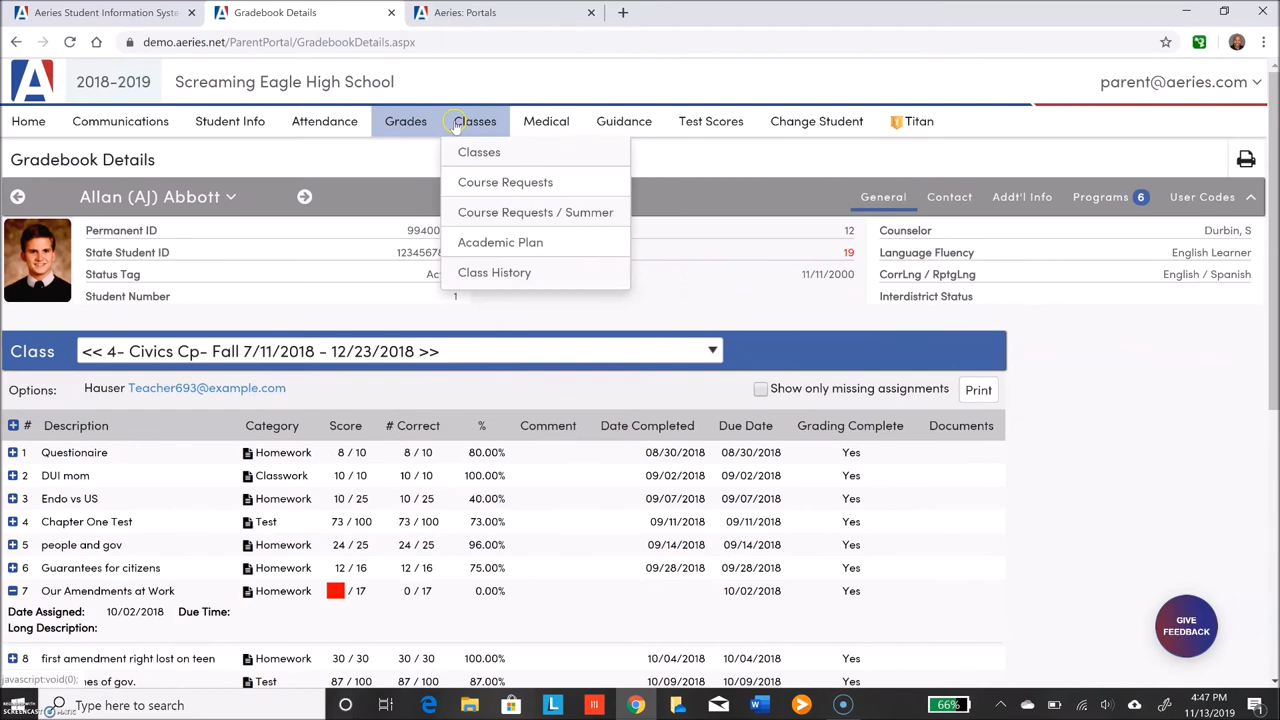 Aeries Student Information Syst
Gradebook Details
Aeries: Portals
demo.aeries.net/ParentPortal/GradebookDetails.aspx
2018-2019 Screaming Eagle High School parent@aeries.com
Home Communications Student Info Attendance Grades Classes Medical Guidance Test Scores Change Student Titan
Classes
Course Requests
Course Requests / Summer
Academic Plan
Class History
Gradebook Details
Allan (AJ) Abbott General Contact Addt'l Info Programs 6 User Codes
Permanent ID 99400 12 Counselor Durbin, S
State Student ID 12345678 19 Language Fluency English Learner
Status Tag Ac 11/11/2000 CorrLng / RptgLng English / Spanish
Student Number 1 Interdistrict Status
Class << 4- Civics Cp- Fall 7/11/2018 - 12/23/2018 >>
Options: Hauser Teacher693@example.com Show only missing assignments Print
# Description Category Score # Correct % Comment Date Completed Due Date Grading Complete Documents
1 Questionaire Homework 8 / 10 8 / 10 80.00% 08/30/2018 08/30/2018 Yes
2 DUI mom Classwork 10 / 10 10 / 10 100.00% 09/02/2018 09/02/2018 Yes
3 Endo vs US Homework 10 / 25 10 / 25 40.00% 09/07/2018 09/07/2018 Yes
4 Chapter One Test Test 73 / 100 73 / 100 73.00% 09/11/2018 09/11/2018 Yes
5 people and gov Homework 24 / 25 24 / 25 96.00% 09/14/2018 09/14/2018 Yes
6 Guarantees for citizens Homework 12 / 16 12 / 16 75.00% 09/28/2018 09/28/2018 Yes
7 Our Amendments at Work Homework / 17 0 / 17 0.00% 10/02/2018 Yes
Date Assigned: 10/02/2018 Due Time:
Long Description:
8 first amendment right lost on teen Homework 30 / 30 30 / 30 100.00% 10/04/2018 10/04/2018 Yes
nes of gov. Test 87 / 100 87 / 100 87.00% 10/09/2018 10/09/2018 Yes
javascript:void(0);
GIVE
FEEDBACK
RECORDED WITH
SCREENCAST MATIC
Type here to search
66%
4:47 PM
11/13/2019